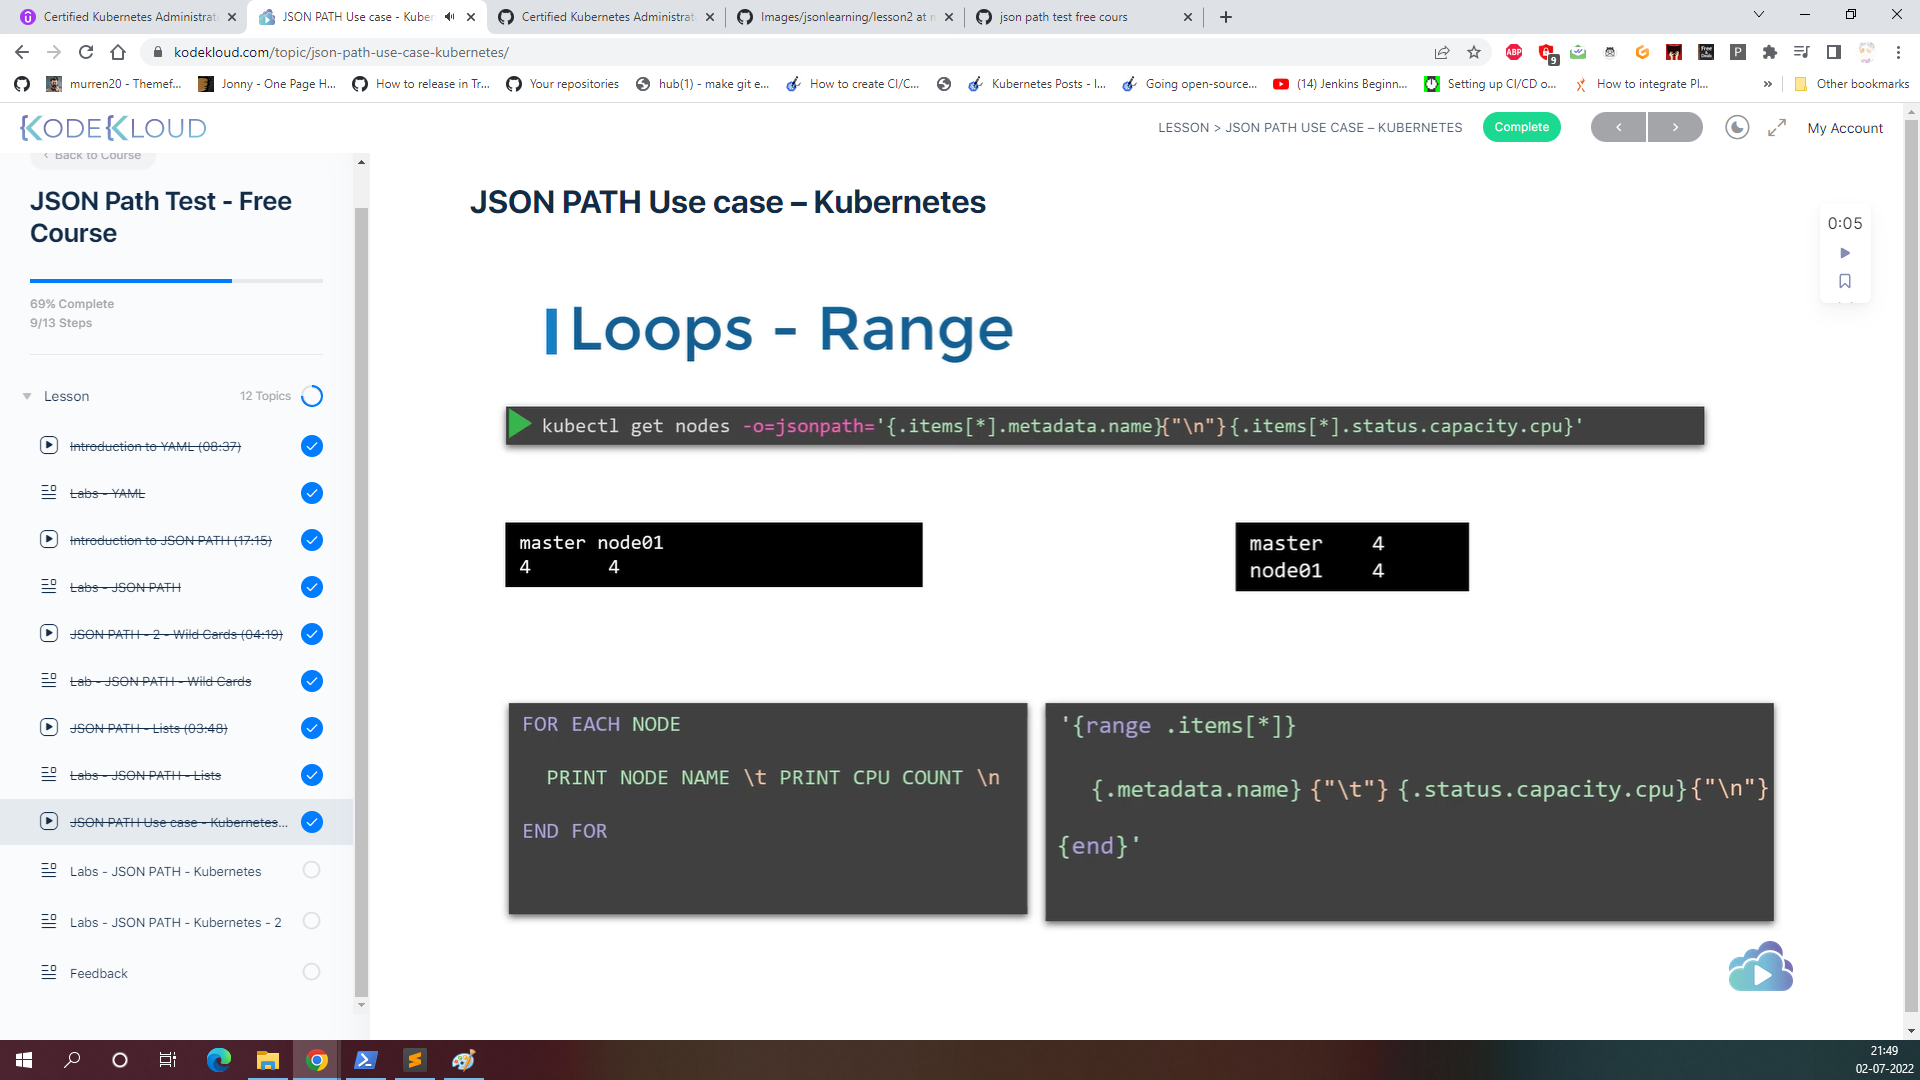 Certified Kubernetes Administrat
JSON PATH Use case - Kuber
Certified Kubernetes Administrat
Images/jsonlearning/lesson2 at m
json path test free cours
kodekloud.com/topic/json-path-use-case-kubernetes/
ABP
9
murren20 - Themef...
Jonny - One Page H...
How to release in Tr...
Your repositories
hub(1) - make git e...
How to create CI/C...
Kubernetes Posts - I...
Going open-source...
(14) Jenkins Beginn...
Setting up CI/CD o...
How to integrate Pl...
»
Other bookmarks
KODEKLOUD
LESSON > JSON PATH USE CASE – KUBERNETES
Complete
My Account
Back to Course
JSON Path Test - Free
Course
69% Complete
9/13 Steps
Lesson
12 Topics
Introduction to YAML (08:37)
Labs - YAML
Introduction to JSON PATH (17:15)
Labs - JSON PATH
JSON PATH - 2 - Wild Cards (04:19)
Lab - JSON PATH - Wild Cards
JSON PATH - Lists (03:48)
Labs - JSON PATH - Lists
JSON PATH Use case - Kubernetes...
Labs - JSON PATH - Kubernetes
Labs - JSON PATH - Kubernetes - 2
Feedback
JSON PATH Use case – Kubernetes
0:05
Loops - Range
kubectl get nodes -o=jsonpath='{.items[*].metadata.name}{"\n"}{.items[*].status.capacity.cpu}'
master node01
4 4
master 4
node01 4
FOR EACH NODE
PRINT NODE NAME \t PRINT CPU COUNT \n
END FOR
'{range .items[*]}
{.metadata.name} {"\t"} {.status.capacity.cpu}{"\n"}
{end}'
21:49
02-07-2022